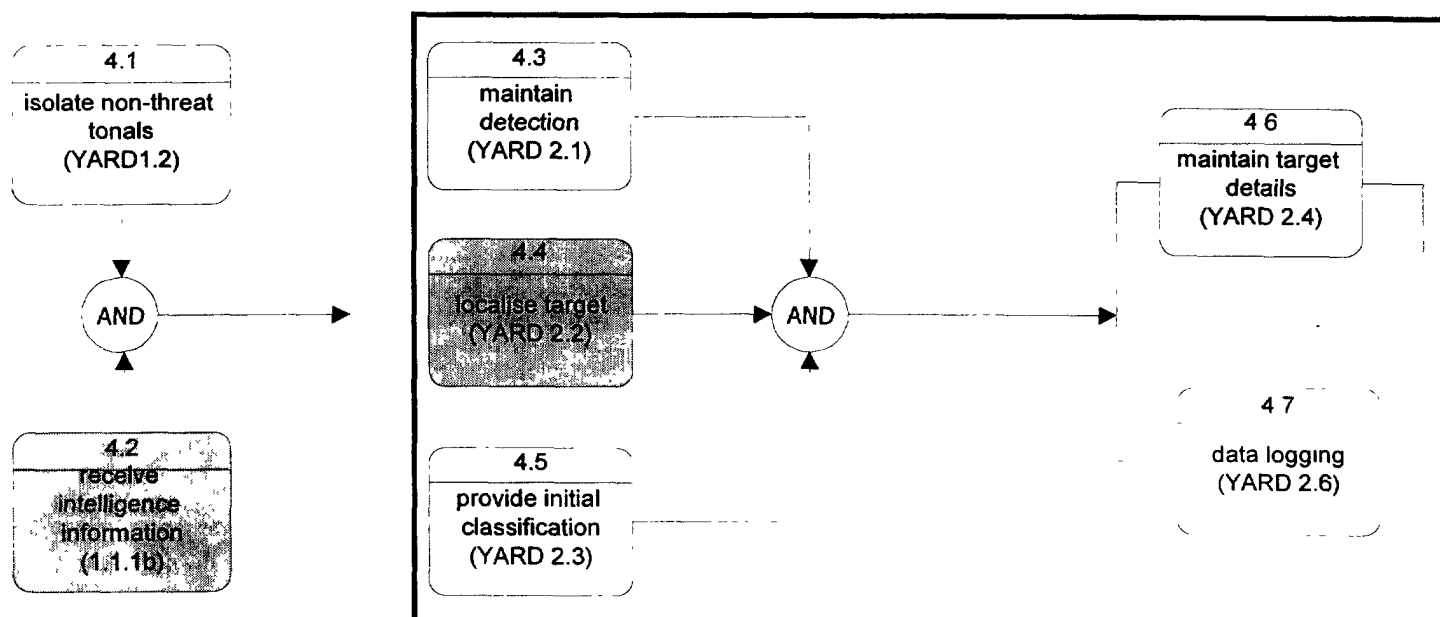 4.1
isolate non-threat
tonals
(YARD1.2)
AND
4.2
receive
intelligence
information
(1.1.1b)
4.3
maintain
detection
(YARD 2.1)
4.4
localise target
(YARD 2.2)
4.5
provide initial
classification
(YARD 2.3)
AND
4 6
maintain target
details
(YARD 2.4)
4 7
data logging
(YARD 2.6)